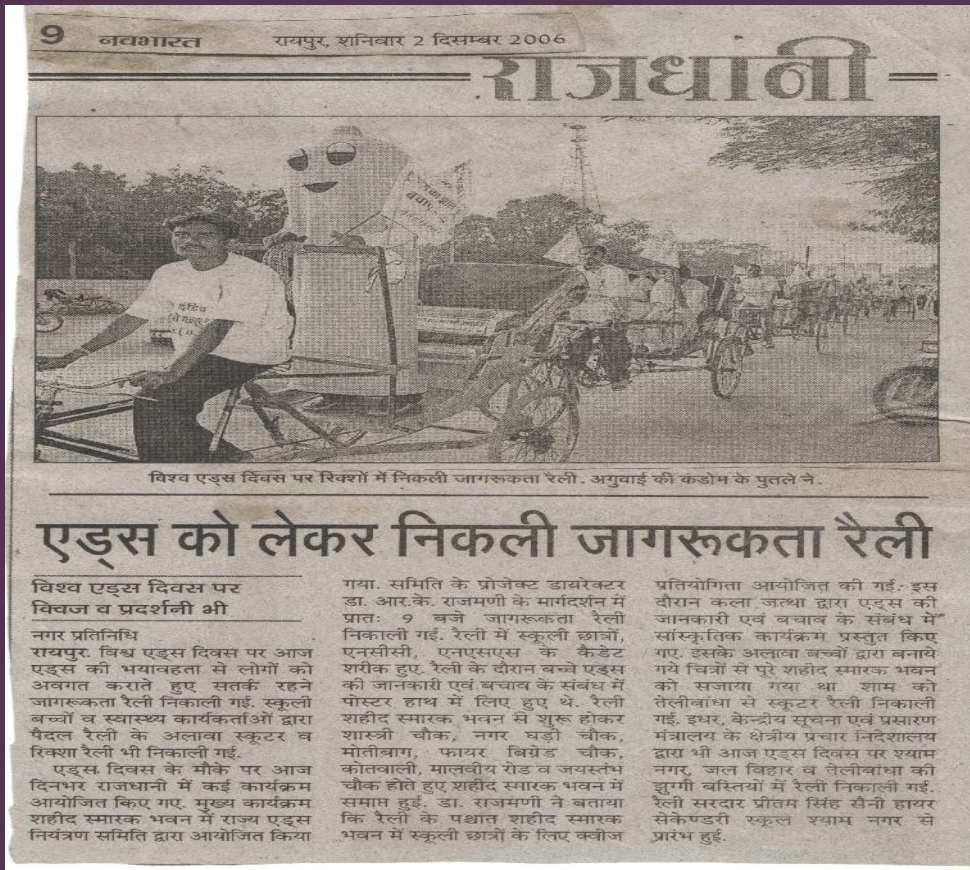 9 नवभारत रायपुर, शनिवार 2 दिसम्बर 2006
राजधानी
विश्व एड्स दिवस पर रिक्शों में निकली जागरूकता रैली. अगुवाई की कंडोम के पुतले ने.
एड्स को लेकर निकली जागरूकता रैली
विश्व एड्स दिवस पर
क्विज व प्रदर्शनी भी
नगर प्रतिनिधि
रायपुर. विश्व एड्स दिवस पर आज
एड्स की भयावहता से लोगों को
अवगत कराते हुए सतर्क रहने
जागरूकता रैली निकाली गई. स्कूली
बच्चों व स्वास्थ्य कार्यकर्ताओं द्वारा
पैदल रैली के अलावा स्कूटर व
रिक्शा रैली भी निकाली गई.
एड्स दिवस के मौके पर आज
दिनभर राजधानी में कई कार्यक्रम
आयोजित किए गए. मुख्य कार्यक्रम
शहीद स्मारक भवन में राज्य एड्स
नियंत्रण समिति द्वारा आयोजित किया
गया. समिति के प्रोजेक्ट डायरेक्टर
डा. आर.के. राजमणी के मार्गदर्शन में
प्रातः 9 बजे जागरूकता रैली
निकाली गई. रैली में स्कूली छात्रों,
एनसीसी, एनएसएस के कैडेट
शरीक हुए. रैली के दौरान बच्चे एड्स
की जानकारी एवं बचाव के संबंध में
पोस्टर हाथ में लिए हुए थे. रैली
शहीद स्मारक भवन से शुरू होकर
शास्त्री चौक, नगर घड़ी चौक,
मोतीबाग, फायर ब्रिगेड चौक,
कोतवाली, मालवीय रोड व जयस्तंभ
चौक होते हुए शहीद स्मारक भवन में
समाप्त हुई. डा. राजमणी ने बताया
कि रैली के पश्चात शहीद स्मारक
भवन में स्कूली छात्रों के लिए क्वीज
प्रतियोगिता आयोजित की गई. इस
दौरान कला जत्था द्वारा एड्स की
जानकारी एवं बचाव के संबंध में
सांस्कृतिक कार्यक्रम प्रस्तुत किए
गए. इसके अलावा बच्चों द्वारा बनाये
गये चित्रों से पूरे शहीद स्मारक भवन
को सजाया गया था शाम को
तेलीबांधा से स्कूटर रैली निकाली
गई. इधर, केन्द्रीय सूचना एवं प्रसारण
मंत्रालय के क्षेत्रीय प्रचार निदेशालय
द्वारा भी आज एड्स दिवस पर श्याम
नगर, जल विहार व तेलीबांधा की
झुग्गी बस्तियों में रैली निकाली गई.
रैली सरदार प्रीतम सिंह सैनी हायर
सेकेण्डरी स्कूल श्याम नगर से
प्रारंभ हुई.